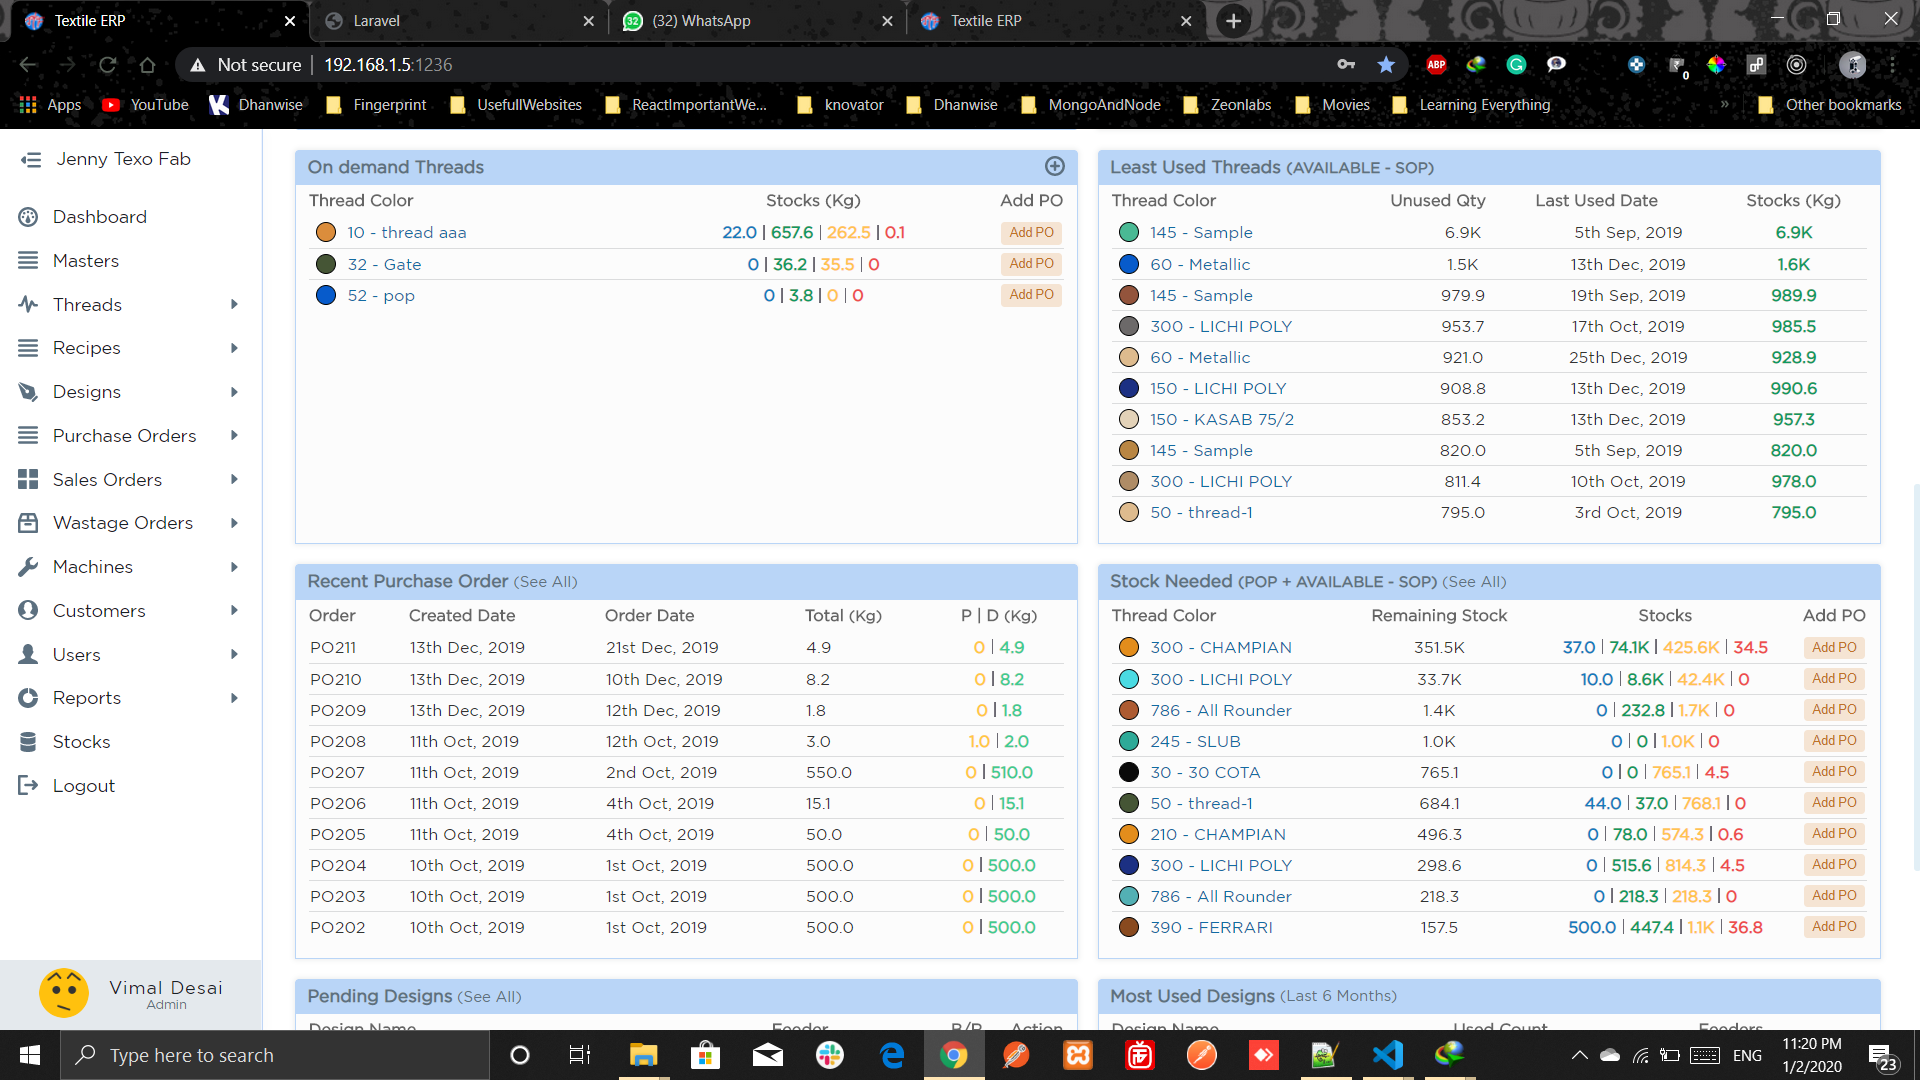 Textile ERP
Laravel
(32) WhatsApp
Textile ERP
Not secure
192.168.1.5:1236
Apps
YouTube
Dhanwise
Fingerprint
UsefullWebsites
ReactImportantWe...
knovator
Dhanwise
MongoAndNode
Zeonlabs
Movies
Learning Everything
»
Other bookmarks
Jenny Texo Fab
Dashboard
Masters
Threads
Recipes
Designs
Purchase Orders
Sales Orders
Wastage Orders
Machines
Customers
Users
Reports
Stocks
Logout
Vimal Desai
Admin
On demand Threads
Thread Color Stocks (Kg) Add PO
10 - thread aaa 22.0 | 657.6 | 262.5 | 0.1 Add PO
32 - Gate 0 | 36.2 | 35.5 | 0 Add PO
52 - pop 0 | 3.8 | 0 | 0 Add PO
Least Used Threads (AVAILABLE - SOP)
Thread Color Unused Qty Last Used Date Stocks (Kg)
145 - Sample 6.9K 5th Sep, 2019 6.9K
60 - Metallic 1.5K 13th Dec, 2019 1.6K
145 - Sample 979.9 19th Sep, 2019 989.9
300 - LICHI POLY 953.7 17th Oct, 2019 985.5
60 - Metallic 921.0 25th Dec, 2019 928.9
150 - LICHI POLY 908.8 13th Dec, 2019 990.6
150 - KASAB 75/2 853.2 13th Dec, 2019 957.3
145 - Sample 820.0 5th Sep, 2019 820.0
300 - LICHI POLY 811.4 10th Oct, 2019 978.0
50 - thread-1 795.0 3rd Oct, 2019 795.0
Recent Purchase Order (See All)
Order Created Date Order Date Total (Kg) P | D (Kg)
PO211 13th Dec, 2019 21st Dec, 2019 4.9 0 | 4.9
PO210 13th Dec, 2019 10th Dec, 2019 8.2 0 | 8.2
PO209 13th Dec, 2019 12th Dec, 2019 1.8 0 | 1.8
PO208 11th Oct, 2019 12th Oct, 2019 3.0 1.0 | 2.0
PO207 11th Oct, 2019 2nd Oct, 2019 550.0 0 | 510.0
PO206 11th Oct, 2019 4th Oct, 2019 15.1 0 | 15.1
PO205 11th Oct, 2019 4th Oct, 2019 50.0 0 | 50.0
PO204 10th Oct, 2019 1st Oct, 2019 500.0 0 | 500.0
PO203 10th Oct, 2019 1st Oct, 2019 500.0 0 | 500.0
PO202 10th Oct, 2019 1st Oct, 2019 500.0 0 | 500.0
Stock Needed (POP + AVAILABLE - SOP) (See All)
Thread Color Remaining Stock Stocks Add PO
300 - CHAMPIAN 351.5K 37.0 | 74.1K | 425.6K | 34.5 Add PO
300 - LICHI POLY 33.7K 10.0 | 8.6K | 42.4K | 0 Add PO
786 - All Rounder 1.4K 0 | 232.8 | 1.7K | 0 Add PO
245 - SLUB 1.0K 0 | 0 | 1.0K | 0 Add PO
30 - 30 COTA 765.1 0 | 0 | 765.1 | 4.5 Add PO
50 - thread-1 684.1 44.0 | 37.0 | 768.1 | 0 Add PO
210 - CHAMPIAN 496.3 0 | 78.0 | 574.3 | 0.6 Add PO
300 - LICHI POLY 298.6 0 | 515.6 | 814.3 | 4.5 Add PO
786 - All Rounder 218.3 0 | 218.3 | 218.3 | 0 Add PO
390 - FERRARI 157.5 500.0 | 447.4 | 1.1K | 36.8 Add PO
Pending Designs (See All)
Design Name Feeder B/P Action
Most Used Designs (Last 6 Months)
Design Name Used Count Feeders
Type here to search
ENG
11:20 PM
1/2/2020
23